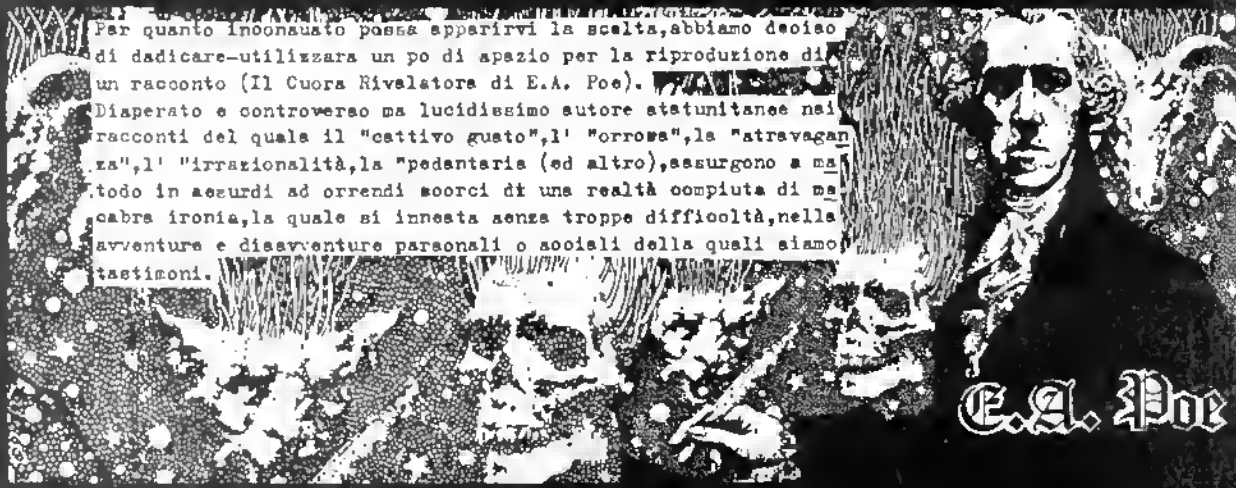 Per quanto inconsueto possa apparirvi la scelta,abbiamo deciso
di dedicare-utilizzare un po di spazio per la riproduzione di
un racconto (Il Cuore Rivelatore di E.A. Poe).
Disperato e controverso ma lucidissimo autore statunitense nei
racconti del quale il "cattivo gusto",l' "orrore",la "stravagan
za",l' "irrazionalità,la "pedanteria (ed altro),assurgono a me
todo in assurdi ad orrendi scorci di una realtà compiuta di ma
cabra ironia,la quale si innesta senza troppe difficoltà,nelle
avventure e disavventure personali o sociali delle quali siamo
testimoni.
E.A. Poe